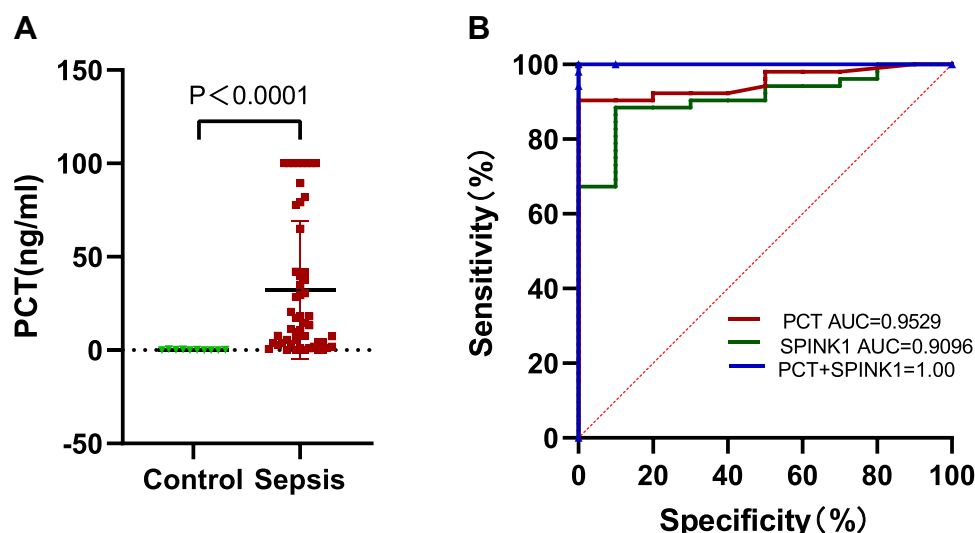 A
PCT(ng/ml)
150
100
50
0
-50
P<0.0001
Control Sepsis
B
Sensitivity(%)
100
80
60
40
20
0
PCT AUC=0.9529
SPINK1 AUC=0.9096
PCT+SPINK1=1.00
0 20 40 60 80 100
Specificity(%)